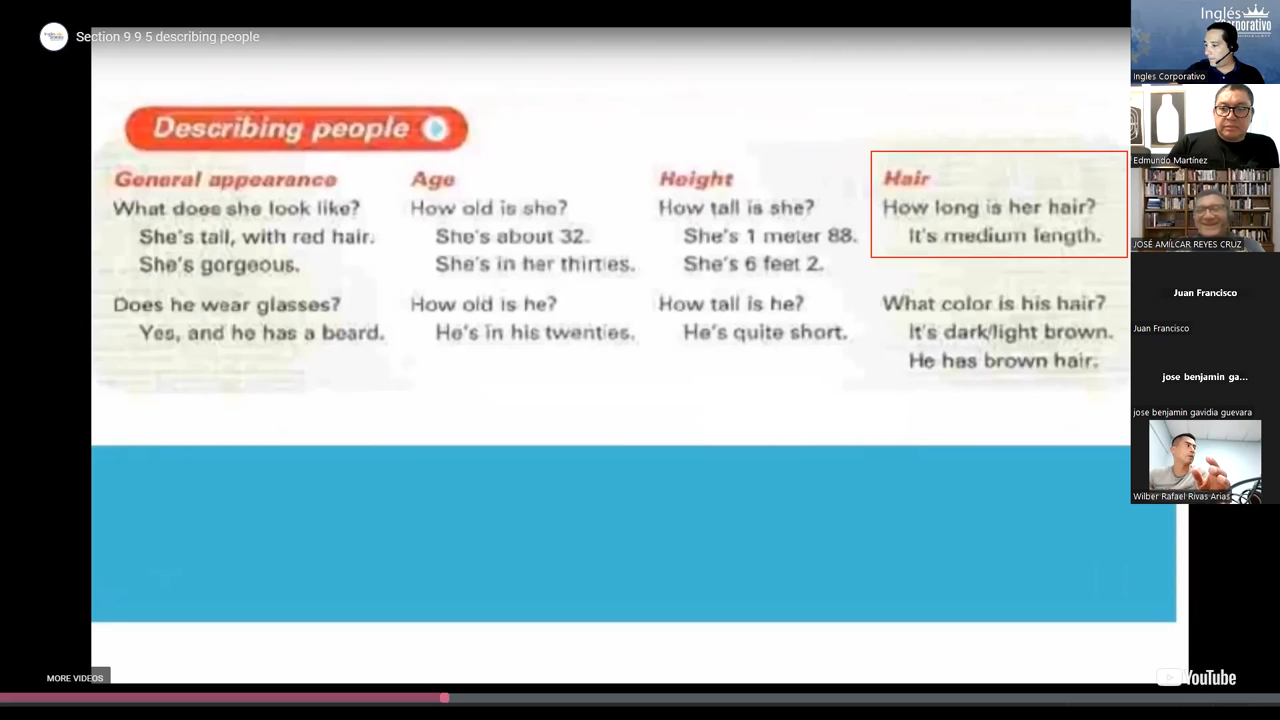 Section 9 9 5 describing people
Describing people
General appearance
What does she look like?
She's tall, with red hair.
She's gorgeous.
Does he wear glasses?
Yes, and he has a beard.
Age
How old is she?
She's about 32.
She's in her thirties.
How old is he?
He's in his twenties.
Height
How tall is she?
She's 1 meter 88.
She's 6 feet 2.
How tall is he?
He's quite short.
Hair
How long is her hair?
It's medium length.
What color is his hair?
It's dark/light brown.
He has brown hair.
MORE VIDEOS
YouTube
Inglés
Corporativo
Ingles Corporativo
Edmundo Martínez
JOSÉ AMÍLCAR REYES CRUZ
Juan Francisco
Juan Francisco
jose benjamin ga...
jose benjamin gavidia guevara
Wilber Rafael Rivas Arias